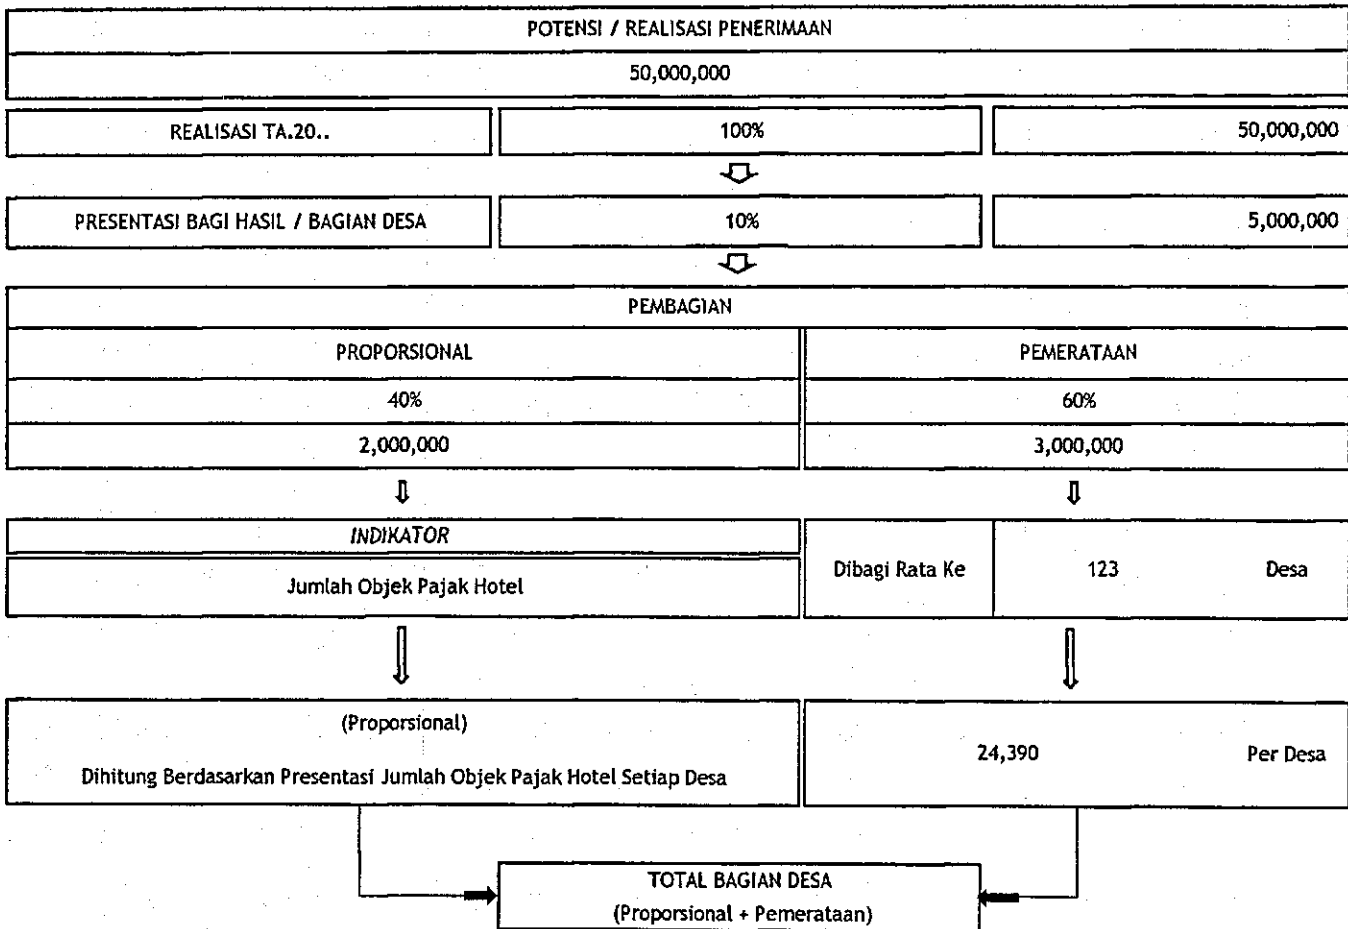 POTENSI / REALISASI PENERIMAAN
50,000,000
REALISASI TA.20.. 100% 50,000,000
PRESENTASI BAGI HASIL / BAGIAN DESA 10% 5,000,000
PEMBAGIAN
PROPORSIONAL PEMERATAAN
40% 60%
2,000,000 3,000,000
INDIKATOR
Jumlah Objek Pajak Hotel
Dibagi Rata Ke 123 Desa
(Proporsional)
Dihitung Berdasarkan Presentasi Jumlah Objek Pajak Hotel Setiap Desa
24,390 Per Desa
TOTAL BAGIAN DESA
(Proporsional + Pemerataan)